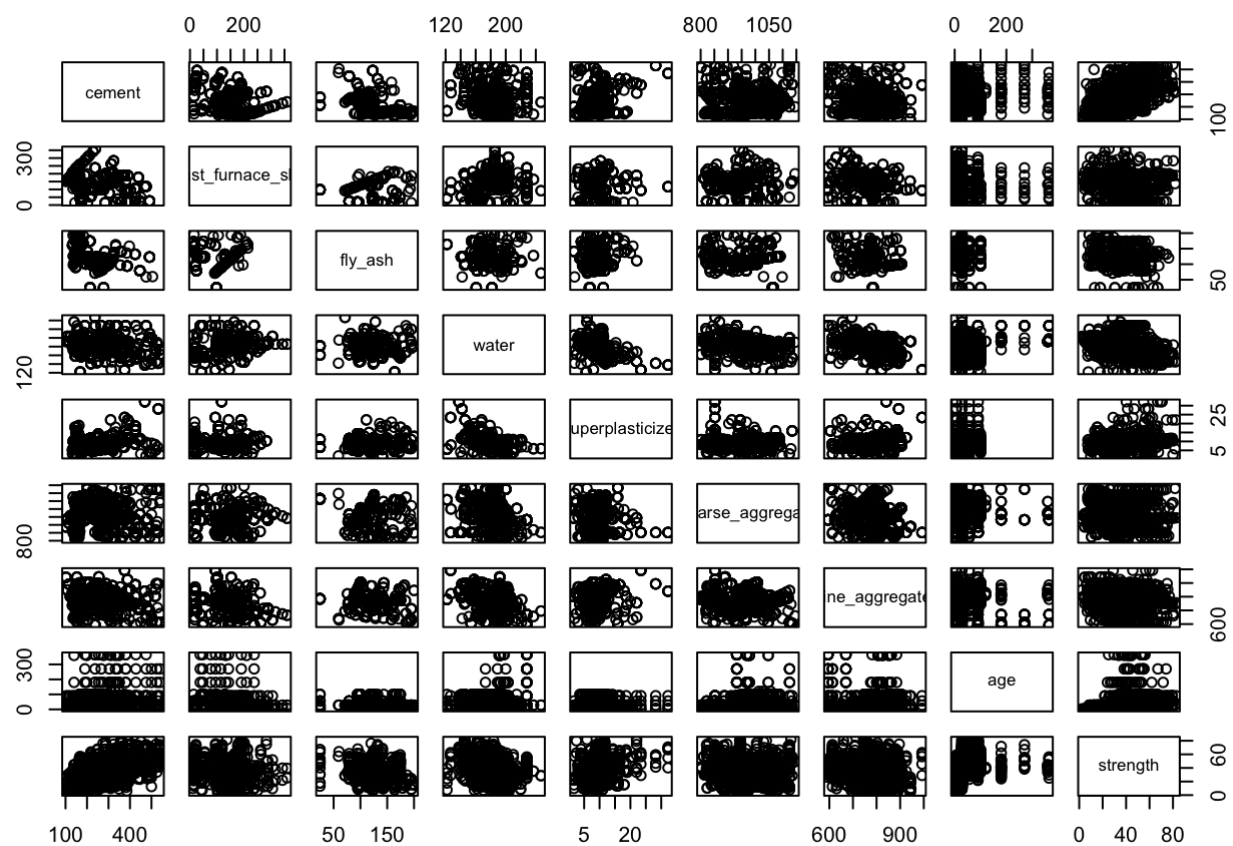 0 200 120 200 800 1050 0 200
cement 100
0 300 st_furnace_sl
fly_ash 50
120 water
uperplasticize 5 25
800 arse_aggrega
ne_aggregate 600
0 300 age
strength 0 60
100 400 50 150 5 20 600 900 0 40 80